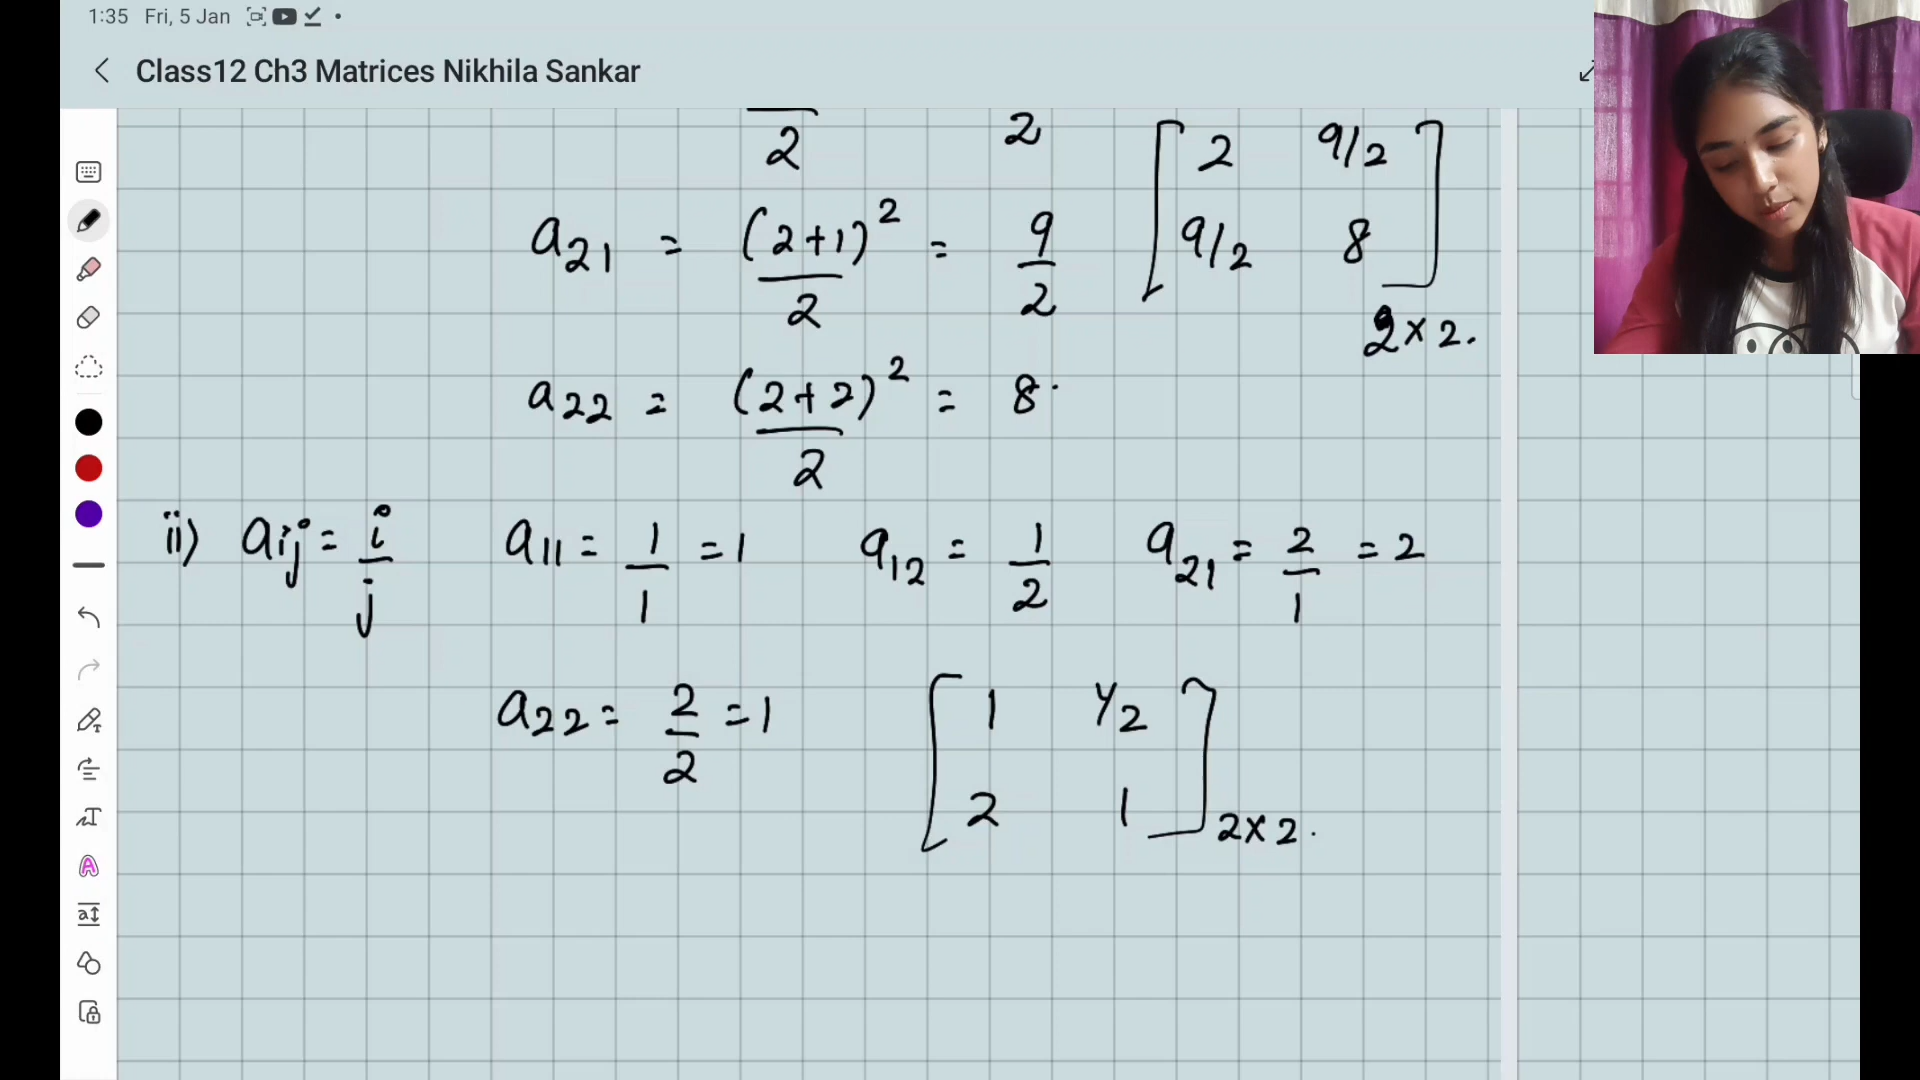 1:35 Fri, 5 Jan
Class12 Ch3 Matrices Nikhila Sankar
2 2
[ 2 9/2
9/2 8 ] 2×2.
a21 = (2+1)²/2 = 9/2
a22 = (2+2)²/2 = 8.
ii) aij = i/j a11 = 1/1 = 1 a12 = 1/2 a21 = 2/1 = 2
a22 = 2/2 = 1
[ 1 1/2
2 1 ] 2×2.